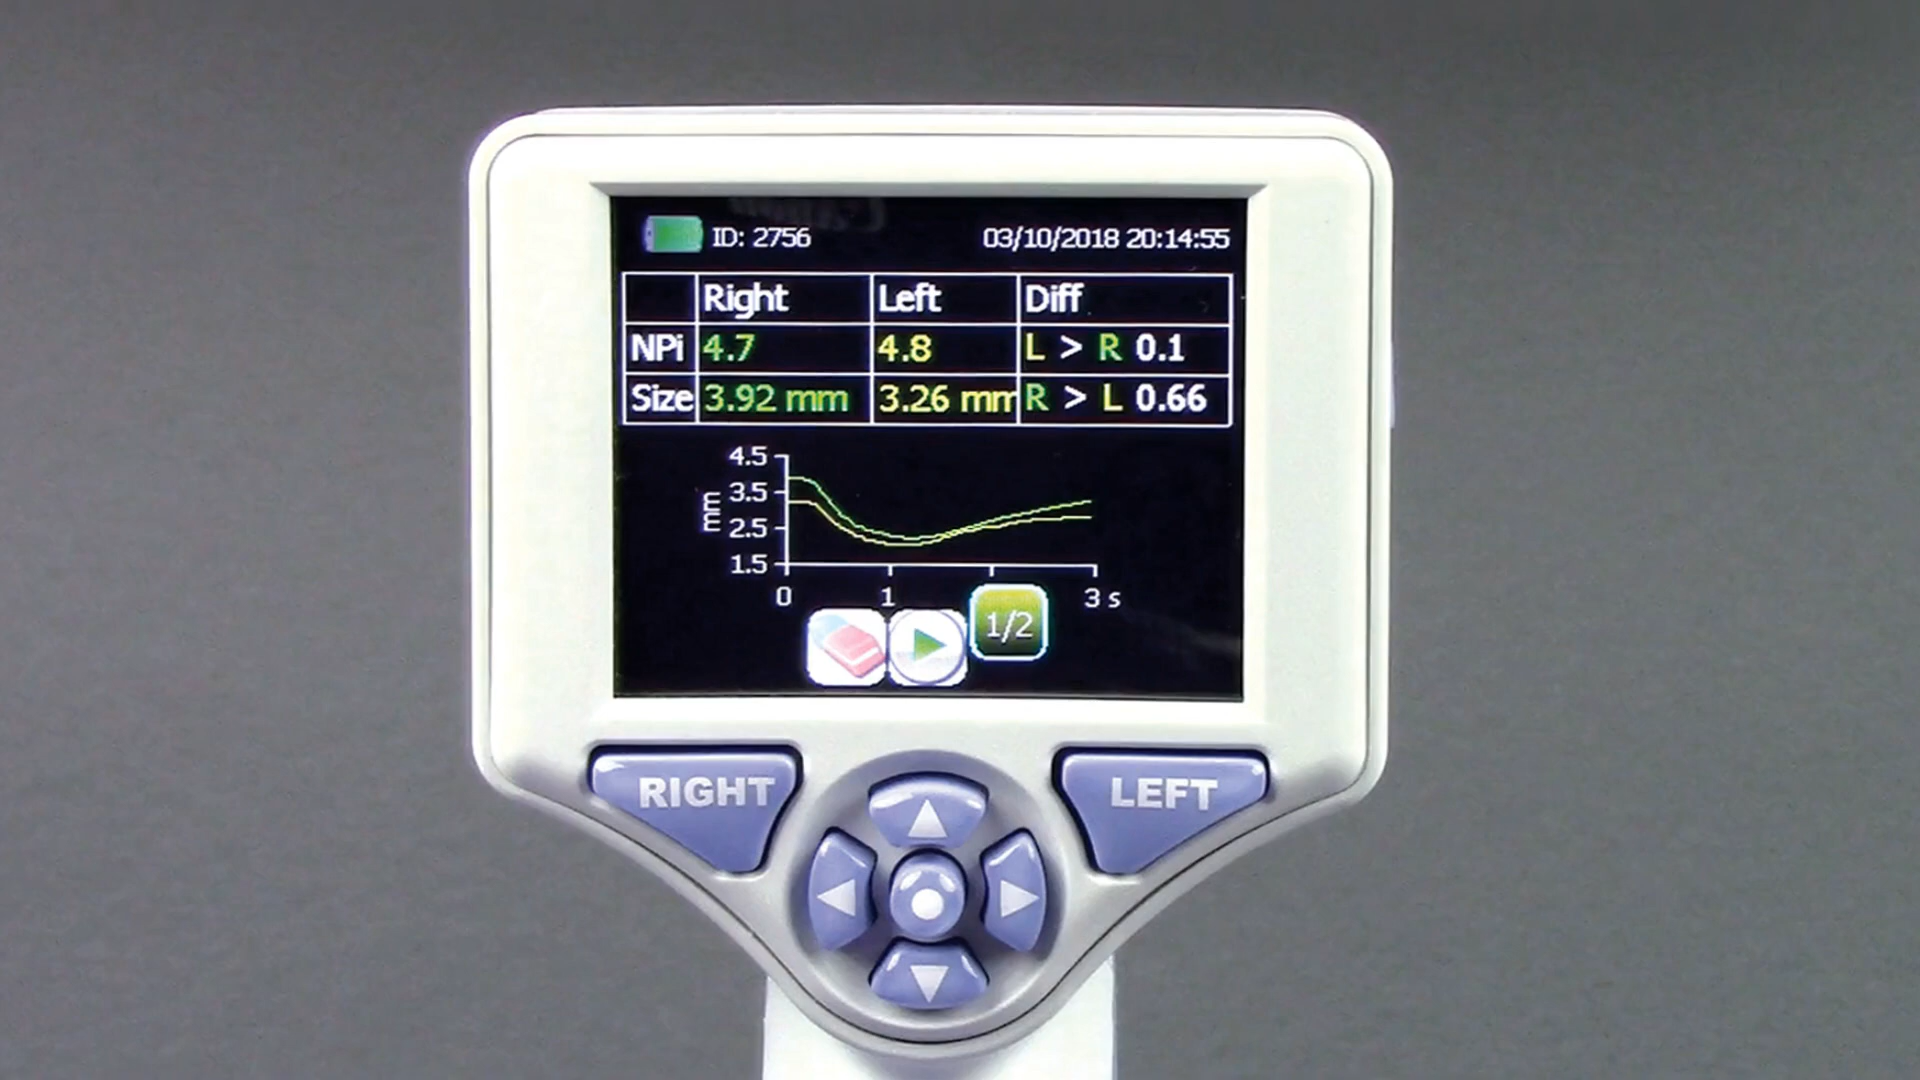 ID: 2756 03/10/2018 20:14:55
Right Left Diff
NPi 4.7 4.8 L > R 0.1
Size 3.92 mm 3.26 mm R > L 0.66
4.5
3.5
mm
2.5
1.5
0 1 3 s
1/2
RIGHT LEFT